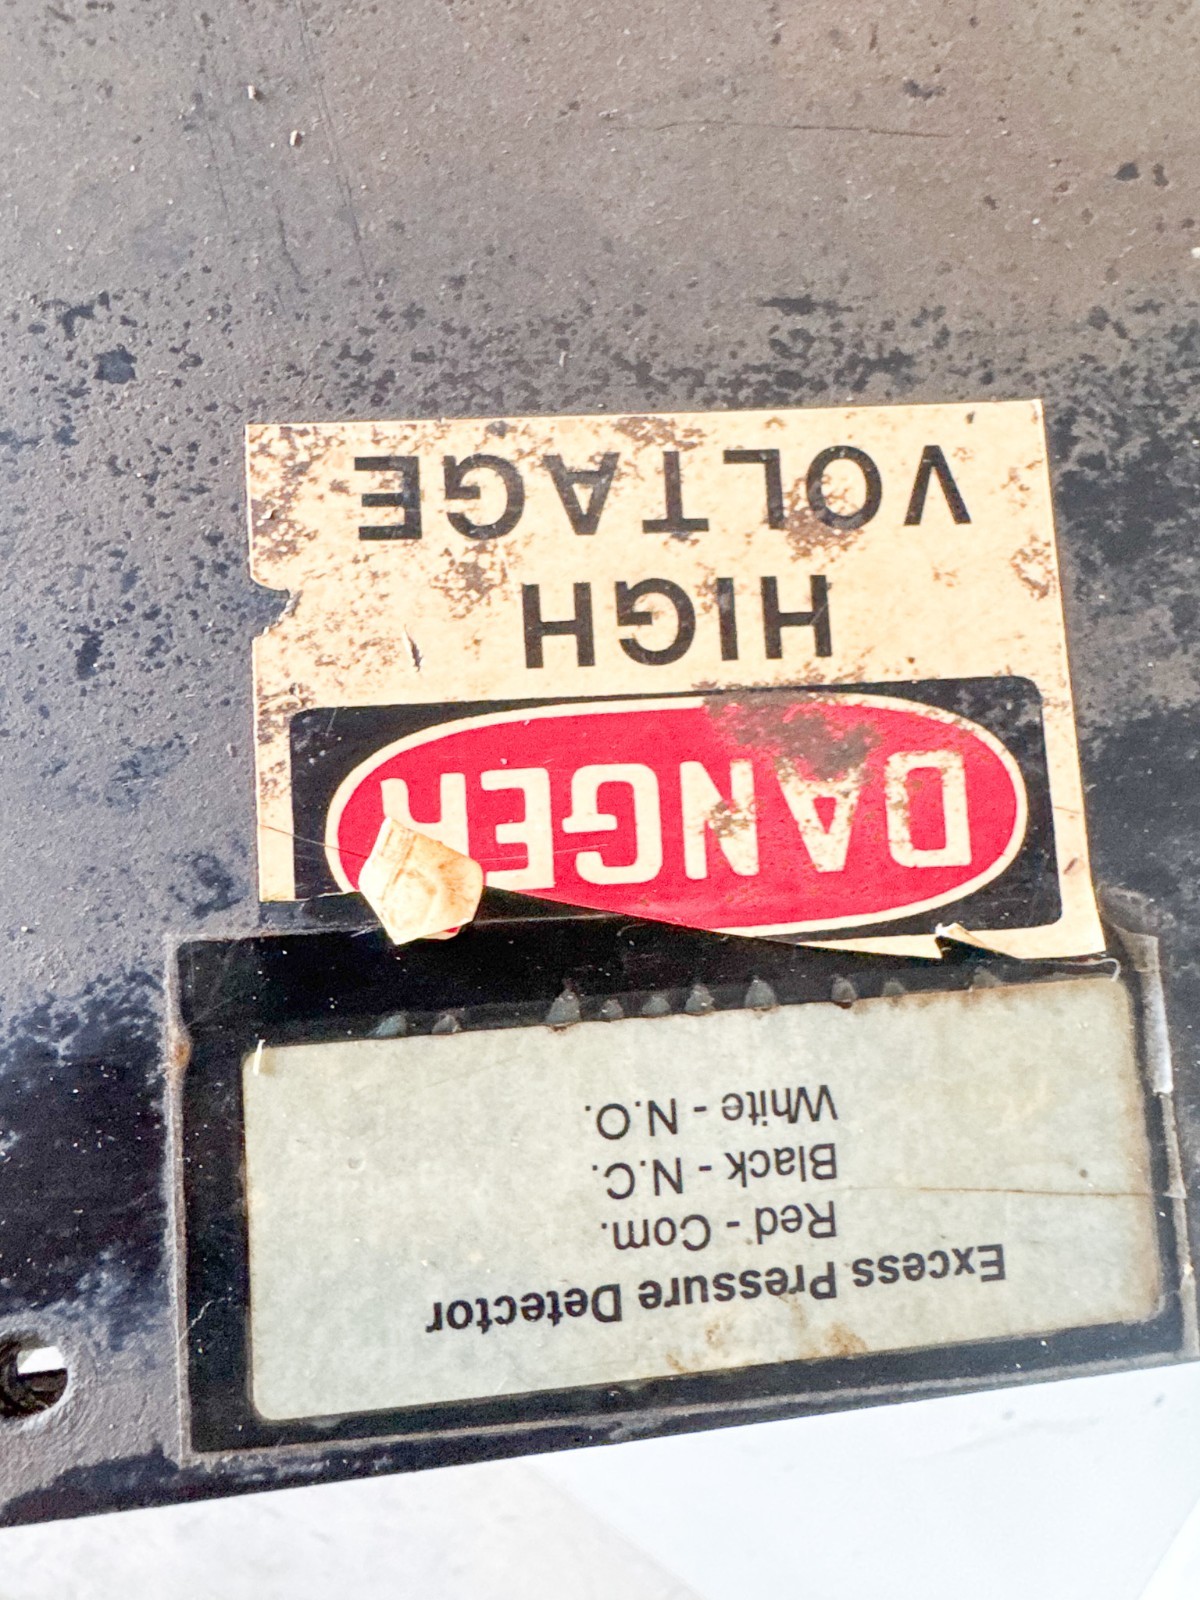 Excess Pressure Detector
Red - Com.
Black - N.C.
White - N.O.
DANGER
HIGH
VOLTAGE